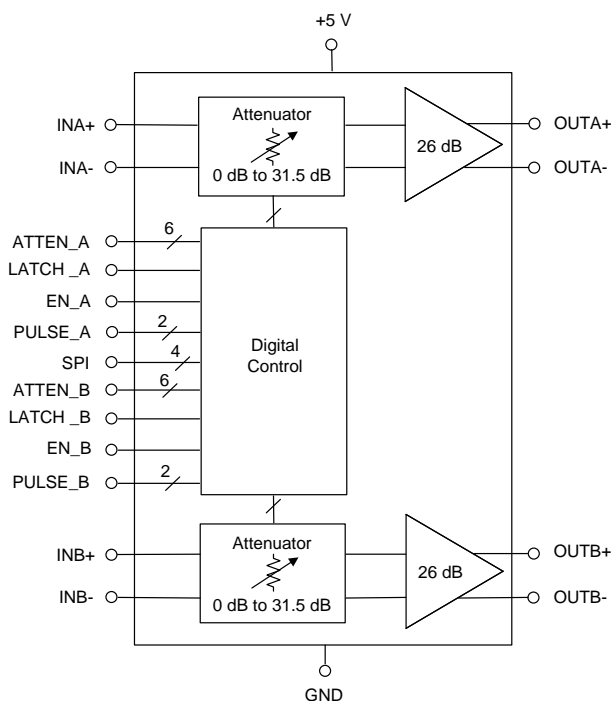 +5 V
INA+
INA-
Attenuator
0 dB to 31.5 dB
26 dB
OUTA+
OUTA-
ATTEN_A
6
LATCH _A
EN_A
PULSE_A
2
SPI
4
ATTEN_B
6
LATCH _B
EN_B
PULSE_B
2
Digital
Control
INB+
INB-
Attenuator
0 dB to 31.5 dB
26 dB
OUTB+
OUTB-
GND